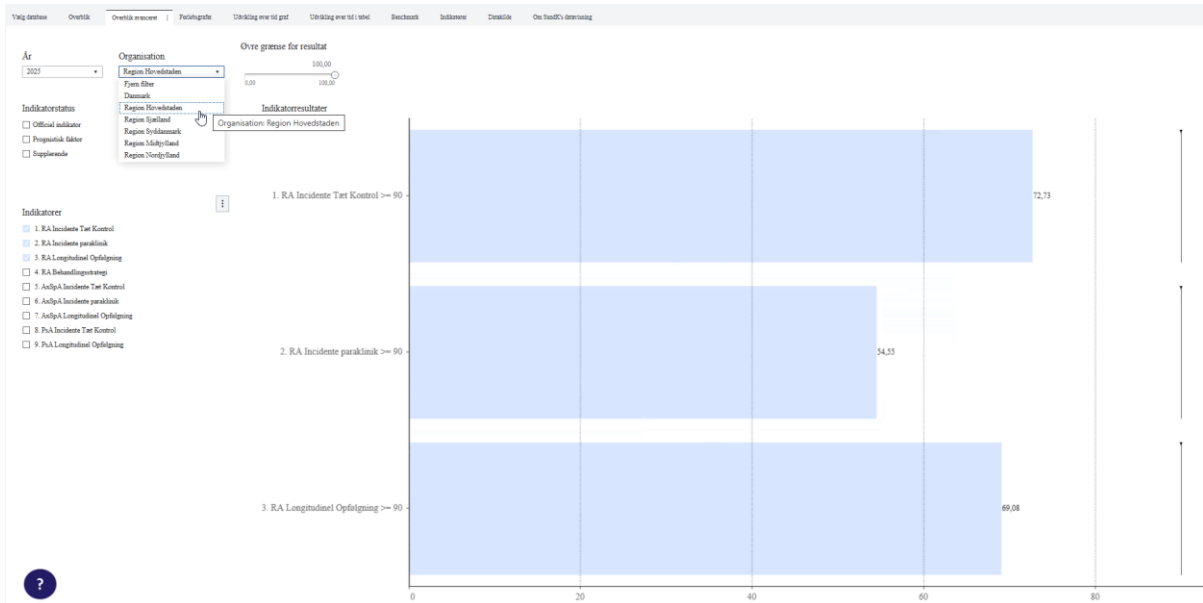 Valg database Overblik Overblik avanceret Forløbsgrafer Udvikling over tid graf Udvikling over tid i tabel Benchmark Indikatorer Datakilde Om SundK's datavisning
År
2025
Organisation
Region Hovedstaden
Fjern filter
Danmark
Region Hovedstaden
Region Sjælland
Region Syddanmark
Region Midtjylland
Region Nordjylland
Organisation: Region Hovedstaden
Øvre grænse for resultat
100,00
0,00 100,00
Indikatorstatus
Officiel indikator
Prognostisk faktor
Supplerende
Indikatorer
1. RA Incidente Tæt Kontrol
2. RA Incidente paraklinik
3. RA Longitudinel Opfølgning
4. RA Behandlingsstrategi
5. AxSpA Incidente Tæt Kontrol
6. AxSpA Incidente paraklinik
7. AxSpA Longitudinel Opfølgning
8. PsA Incidente Tæt Kontrol
9. PsA Longitudinel Opfølgning
Indikatorresultater
1. RA Incidente Tæt Kontrol >= 90
72,73
2. RA Incidente paraklinik >= 90
54,55
3. RA Longitudinel Opfølgning >= 90
69,08
0 20 40 60 80
?